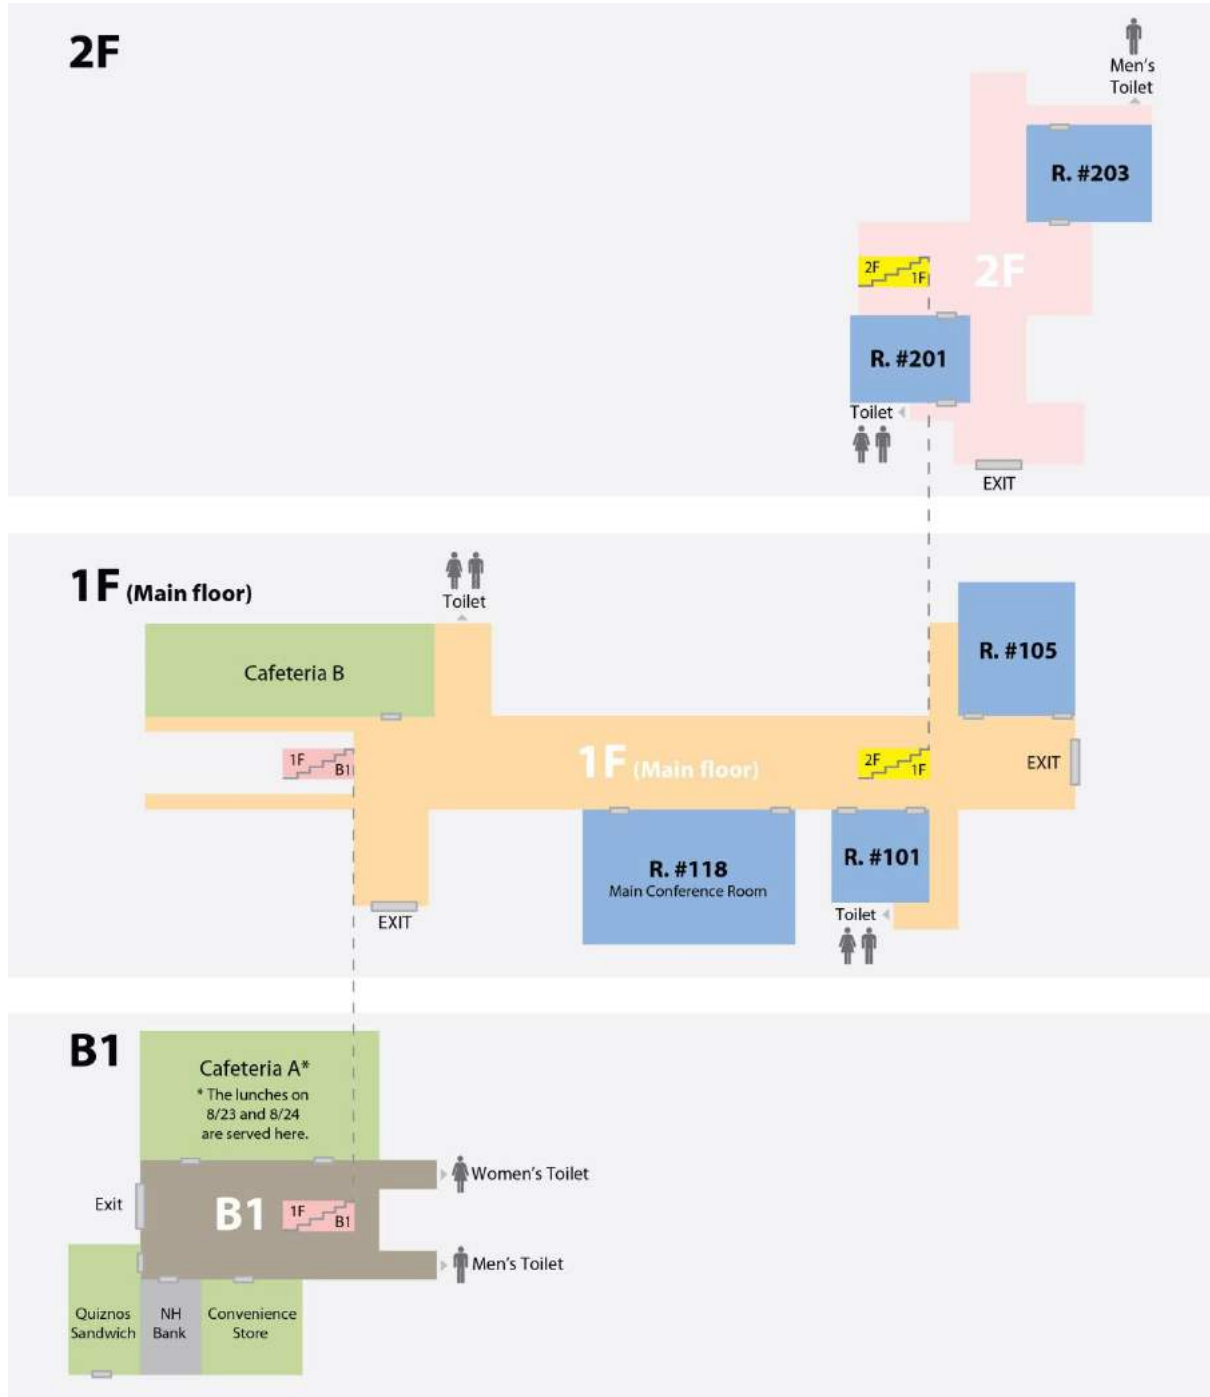 2F
Men's
Toilet
R. #203
2F
1F
2F
R. #201
Toilet
EXIT
1F (Main floor)
Toilet
Cafeteria B
R. #105
1F
B1
1F (Main floor)
2F
1F
EXIT
R. #118
Main Conference Room
R. #101
EXIT
Toilet
B1
Cafeteria A*
* The lunches on
8/23 and 8/24
are served here.
Women's Toilet
Exit
B1
1F
B1
Men's Toilet
Quiznos
Sandwich
NH
Bank
Convenience
Store